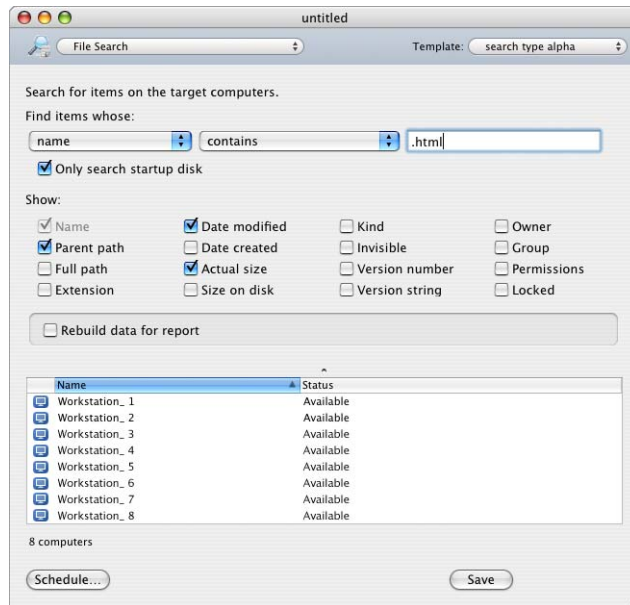 untitled
File Search Template: search type alpha
Search for items on the target computers.
Find items whose:
name contains .html
Only search startup disk
Show:
Name Date modified Kind Owner
Parent path Date created Invisible Group
Full path Actual size Version number Permissions
Extension Size on disk Version string Locked
Rebuild data for report
Name Status
Workstation_ 1 Available
Workstation_ 2 Available
Workstation_ 3 Available
Workstation_ 4 Available
Workstation_ 5 Available
Workstation_ 6 Available
Workstation_ 7 Available
Workstation_ 8 Available
8 computers
Schedule... Save